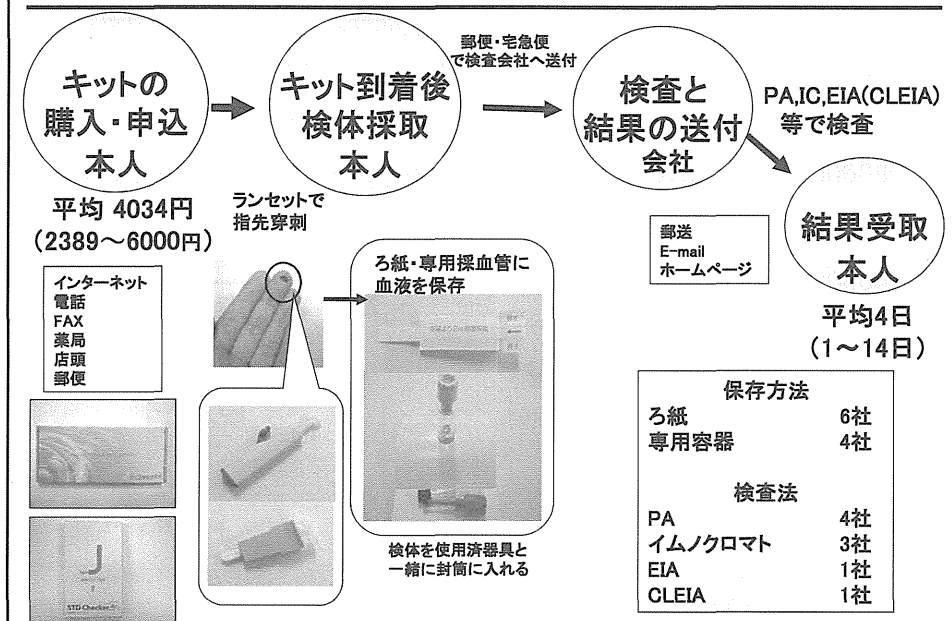 キットの
購入・申込
本人
平均 4034円
(2389~6000円)
インターネット
電話
FAX
薬局
店頭
郵便
J
STD Checker
キット到着後
検体採取
本人
ランセットで
指先穿刺
ろ紙・専用採血管に
血液を保存
検体を使用済器具と
一緒に封筒に入れる
郵便・宅急便
で検査会社へ送付
検査と
結果の送付
会社
PA,IC,EIA(CLEIA)
等で検査
郵送
E-mail
ホームページ
結果受取
本人
平均4日
(1~14日)
保存方法
ろ紙 6社
専用容器 4社
検査法
PA 4社
イムノクロマト 3社
EIA 1社
CLEIA 1社